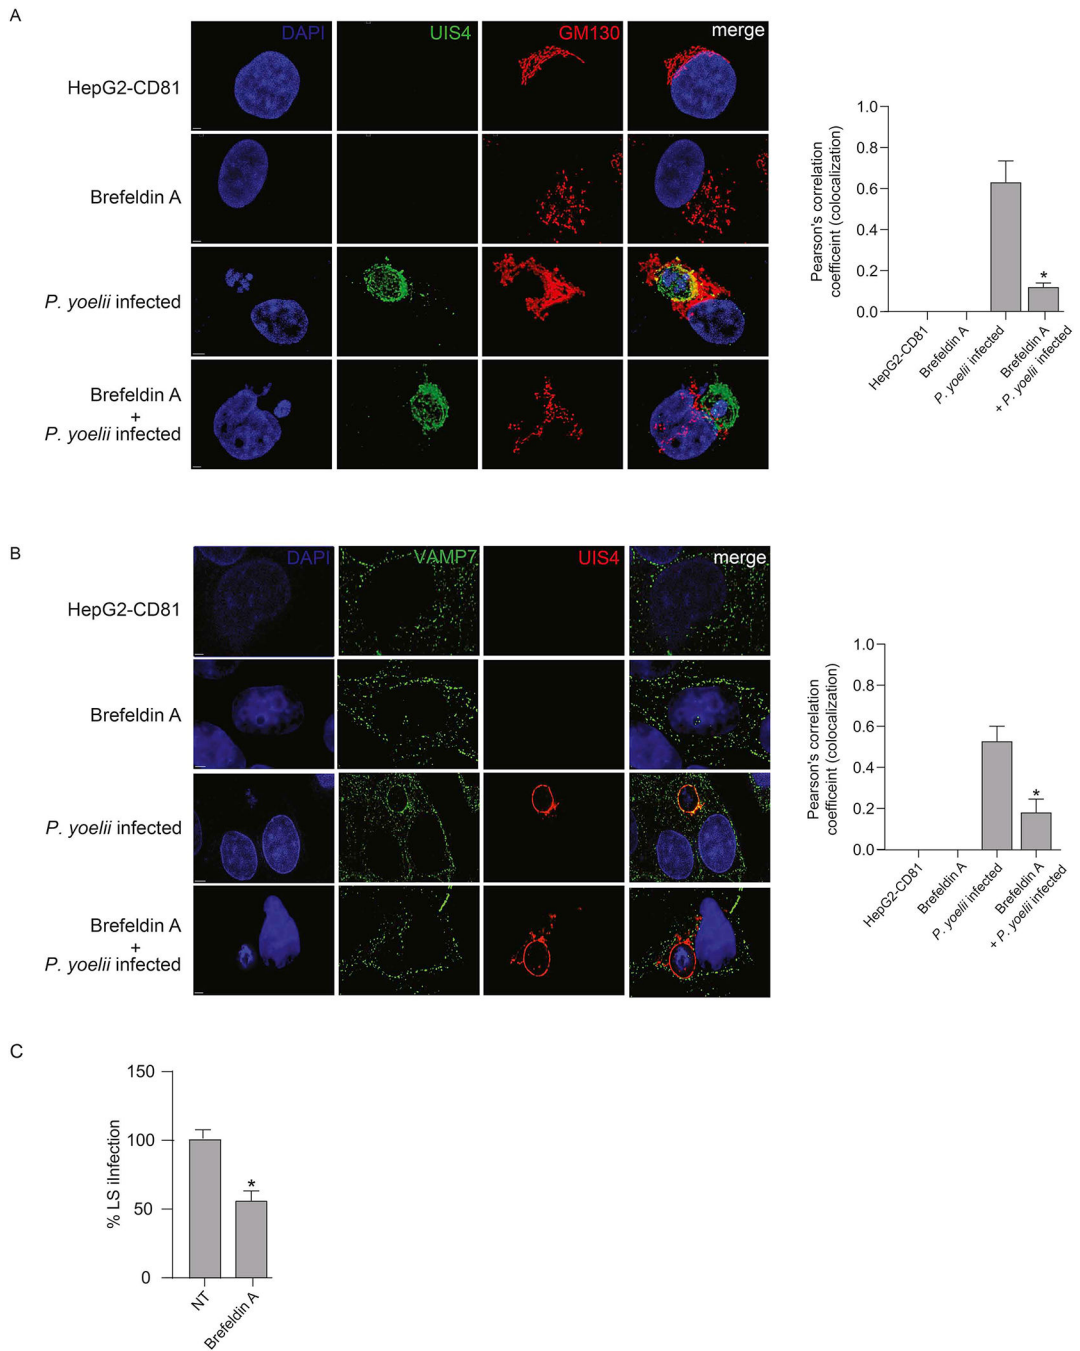 A
DAPI
UIS4
GM130
merge
HepG2-CD81
Brefeldin A
P. yoelii infected
Brefeldin A
+
P. yoelii infected
Pearson's correlation
coefficeint (colocalization)
1.0
0.8
0.6
0.4
0.2
0.0
HepG2-CD81
Brefeldin A
P. yoelii infected
Brefeldin A
+ P. yoelii infected
*
B
DAPI
VAMP7
UIS4
merge
HepG2-CD81
Brefeldin A
P. yoelii infected
Brefeldin A
+
P. yoelii infected
Pearson's correlation
coefficeint (colocalization)
1.0
0.8
0.6
0.4
0.2
0.0
*
HepG2-CD81
Brefeldin A
P. yoelii infected
Brefeldin A
+ P. yoelii infected
C
% LS iInfection
150
100
50
0
*
NT
Brefeldin A